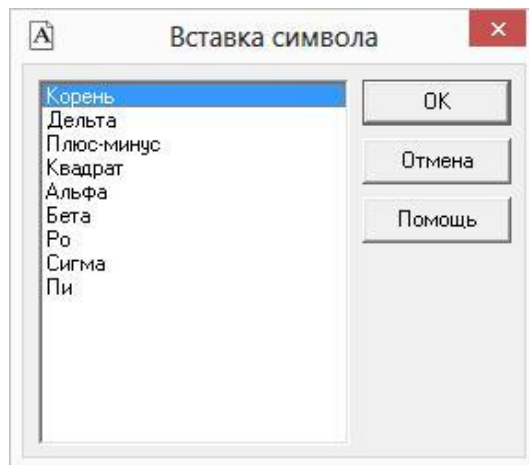 Вставка символа
Корень
Дельта
Плюс-минус
Квадрат
Альфа
Бета
Ро
Сигма
Пи
OK
Отмена
Помощь